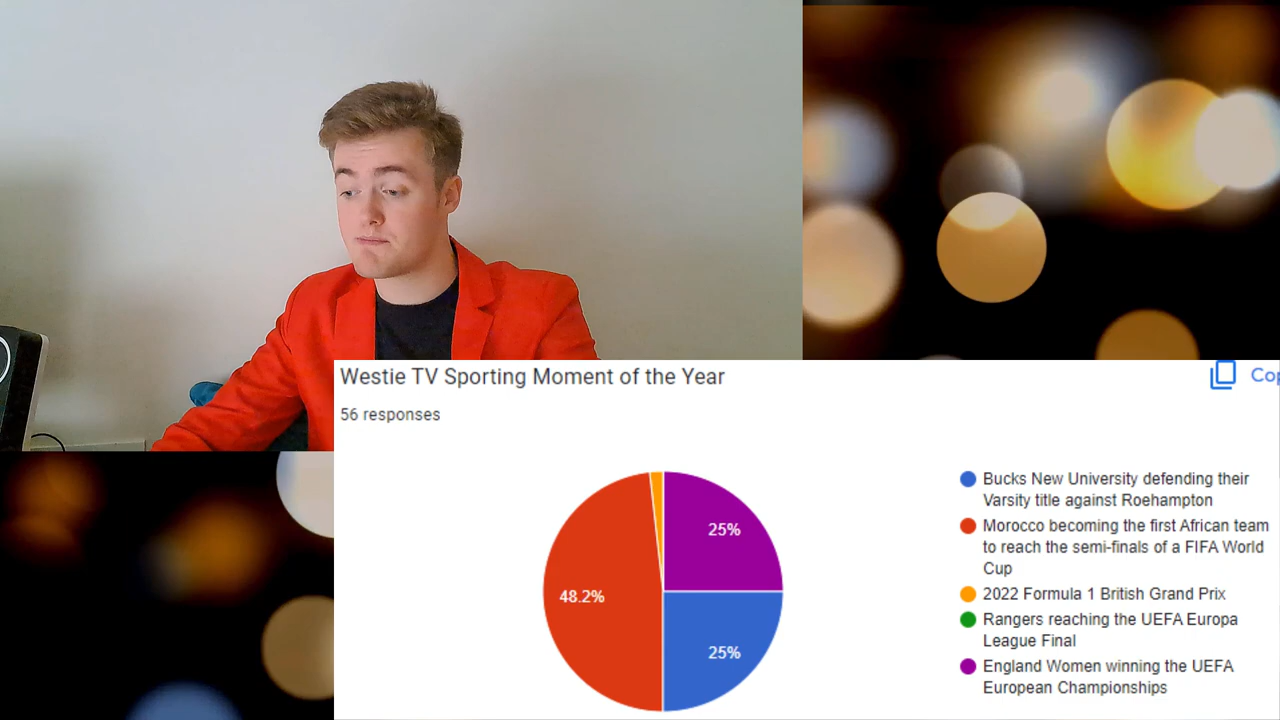 Westie TV Sporting Moment of the Year
56 responses
25%
48.2%
25%
Bucks New University defending their
Varsity title against Roehampton
Morocco becoming the first African team
to reach the semi-finals of a FIFA World
Cup
2022 Formula 1 British Grand Prix
Rangers reaching the UEFA Europa
League Final
England Women winning the UEFA
European Championships